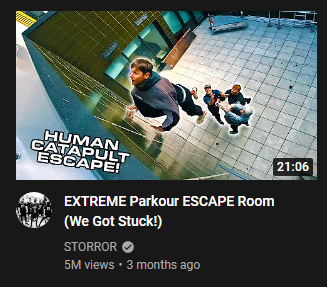 HUMAN
CATAPULT
ESCAPE!
21:06
EXTREME Parkour ESCAPE Room
(We Got Stuck!)
STORROR
5M views • 3 months ago